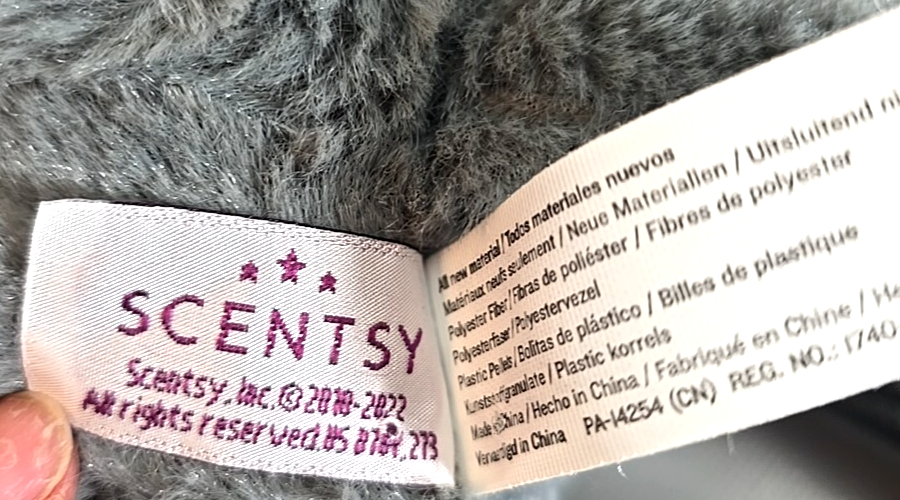 SCENTSY
Scentsy, Inc. © 2010-2022
All rights reserved. US
All new material / Todos materiales nuevos
Matériaux neufs seulement / Neue Materiallen / Uitsluitend
Polyester Fiber / Fibras de poliéster / Fibres de polyester
Polyesterfaser / Polyestervezel
Plastic Pellets / Bolitas de plástico / Billes de plastique
Kunststoffgranulate / Plastic korrels
Made in China / Hecho in China / Fabriqué en Chine /
Vervaardigd in China PA-14254 (CN) REG. NO.: 1740